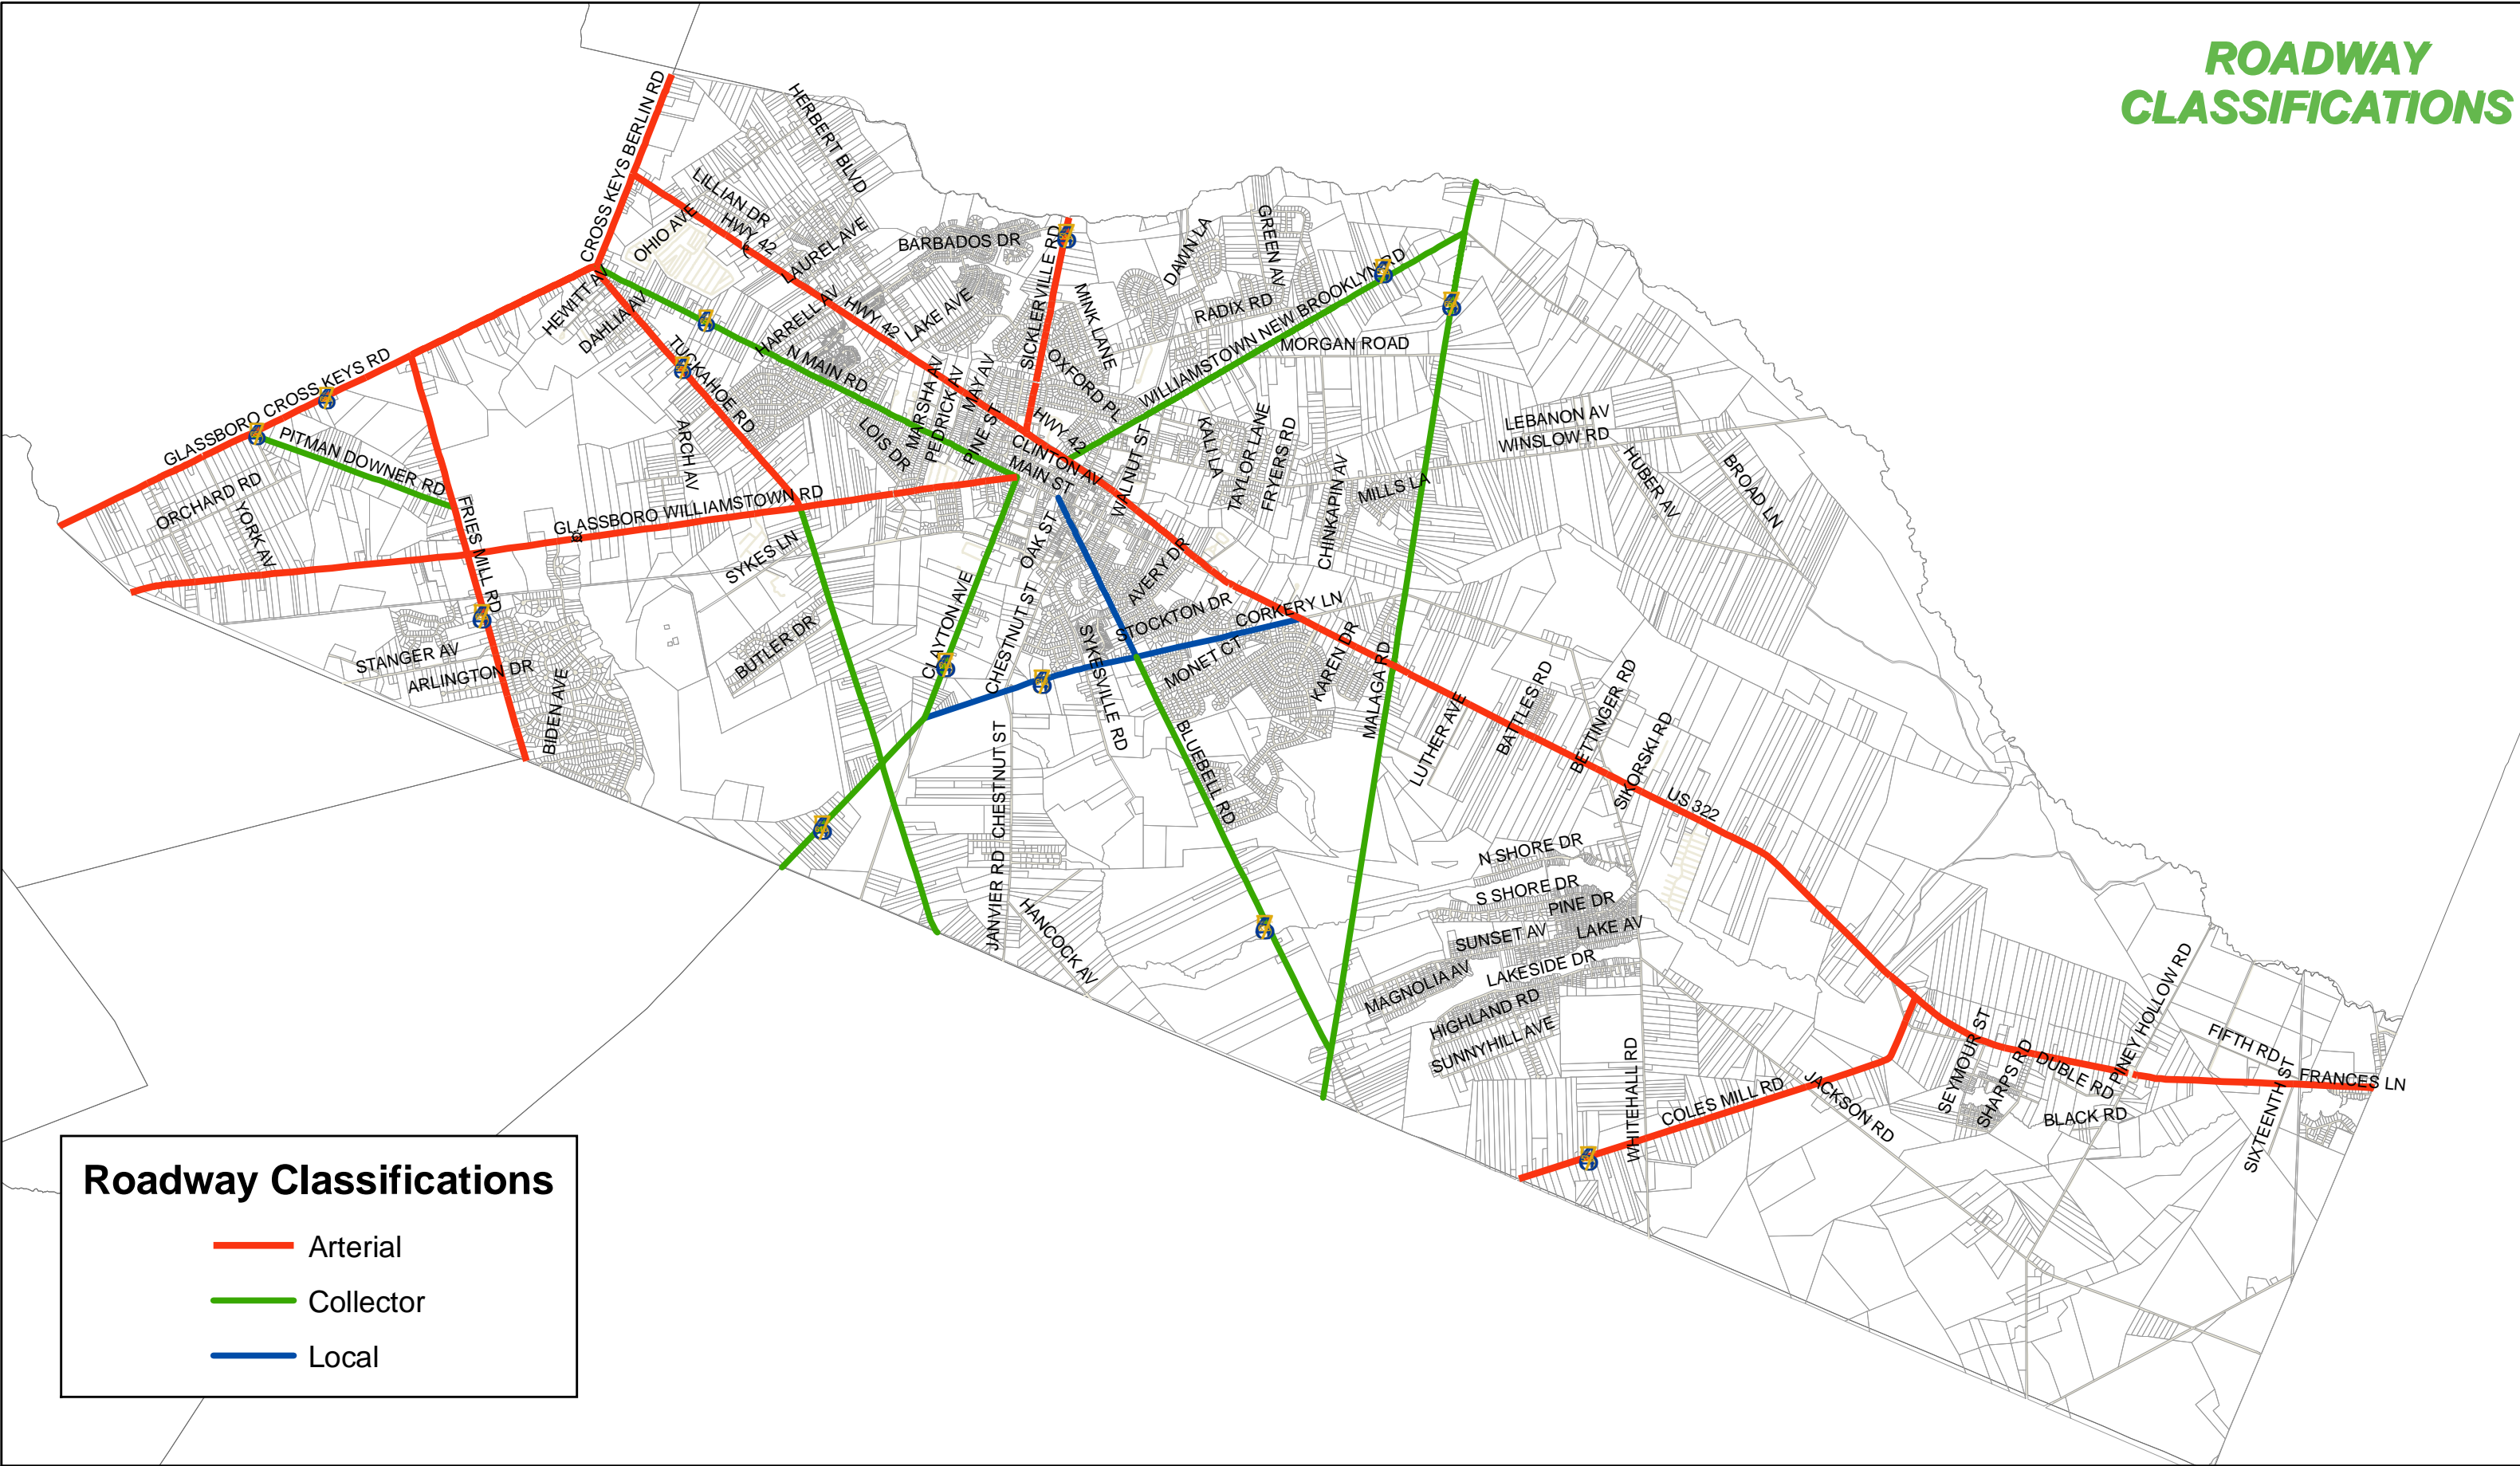 ROADWAY
CLASSIFICATIONS
CROSS KEYS BERLIN RD
HERBERT BLVD
LILLIAN DR
OHIO AVE
HWY 42
LAUREL AVE
BARBADOS DR
SICKLERVILLE RD
DAWN LA
GREEN AV
HEWITT AV
DAHLIA AV
HARRELL AV
HWY 42
LAKE AVE
MINK LANE
RADIX RD
WILLIAMSTOWN NEW BROOKLYN RD
MORGAN ROAD
GLASSBORO CROSS KEYS RD
TUCKAHOE RD
N MAIN RD
MARSHA AV
PEDRICK AV
MAY AV
OXFORD PL
PITMAN DOWNER RD
ARCH AV
LOIS DR
PINE ST
HWY 42
CLINTON AV
MAIN ST
WALNUT ST
KALI LA
TAYLOR LANE
FRYERS RD
CHINKAPIN AV
MILLS LA
LEBANON AV
WINSLOW RD
HUBER AV
BROAD LN
ORCHARD RD
YORK AV
FRIES MILL RD
GLASSBORO WILLIAMSTOWN RD
SYKES LN
OAK ST
AVERY DR
STANGER AV
ARLINGTON DR
BIDEN AVE
BUTLER DR
CLAYTON AVE
CHESTNUT ST
STOCKTON DR
CORKERY LN
MONET CT
KAREN DR
SYKESVILLE RD
MALAGA RD
LUTHER AVE
BATTLES RD
BETTINGER RD
SIKORSKI RD
US 322
CHESTNUT ST
BLUEBELL RD
JANVIER RD
HANCOCK AV
N SHORE DR
S SHORE DR
PINE DR
SUNSET AV
LAKE AV
MAGNOLIA AV
LAKESIDE DR
HIGHLAND RD
SUNNYHILL AVE
WHITEHALL RD
COLES MILL RD
JACKSON RD
SEYMOUR ST
SHARPS RD
DUBLE RD
PINEY HOLLOW RD
BLACK RD
FIFTH RD
SIXTEENTH ST
FRANCES LN
Roadway Classifications
Arterial
Collector
Local